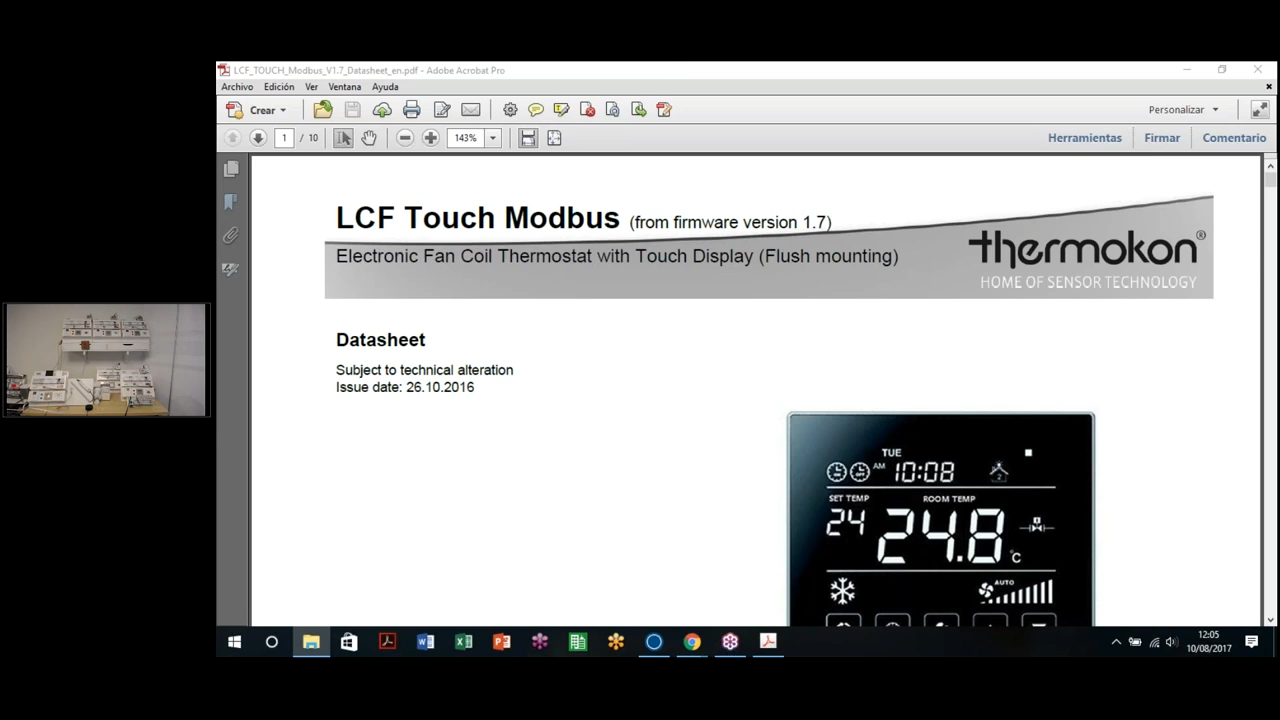 LCF_TOUCH_Modbus_V1.7_Datasheet_en.pdf - Adobe Acrobat Pro
Archivo Edición Ver Ventana Ayuda
Crear
Personalizar
1 / 10
143%
Herramientas Firmar Comentario
LCF Touch Modbus (from firmware version 1.7)
Electronic Fan Coil Thermostat with Touch Display (Flush mounting)
thermokon®
HOME OF SENSOR TECHNOLOGY
Datasheet
Subject to technical alteration
Issue date: 26.10.2016
TUE
AM 10:08
2
SET TEMP ROOM TEMP
24 24.8 °C
AUTO
12:05
10/08/2017